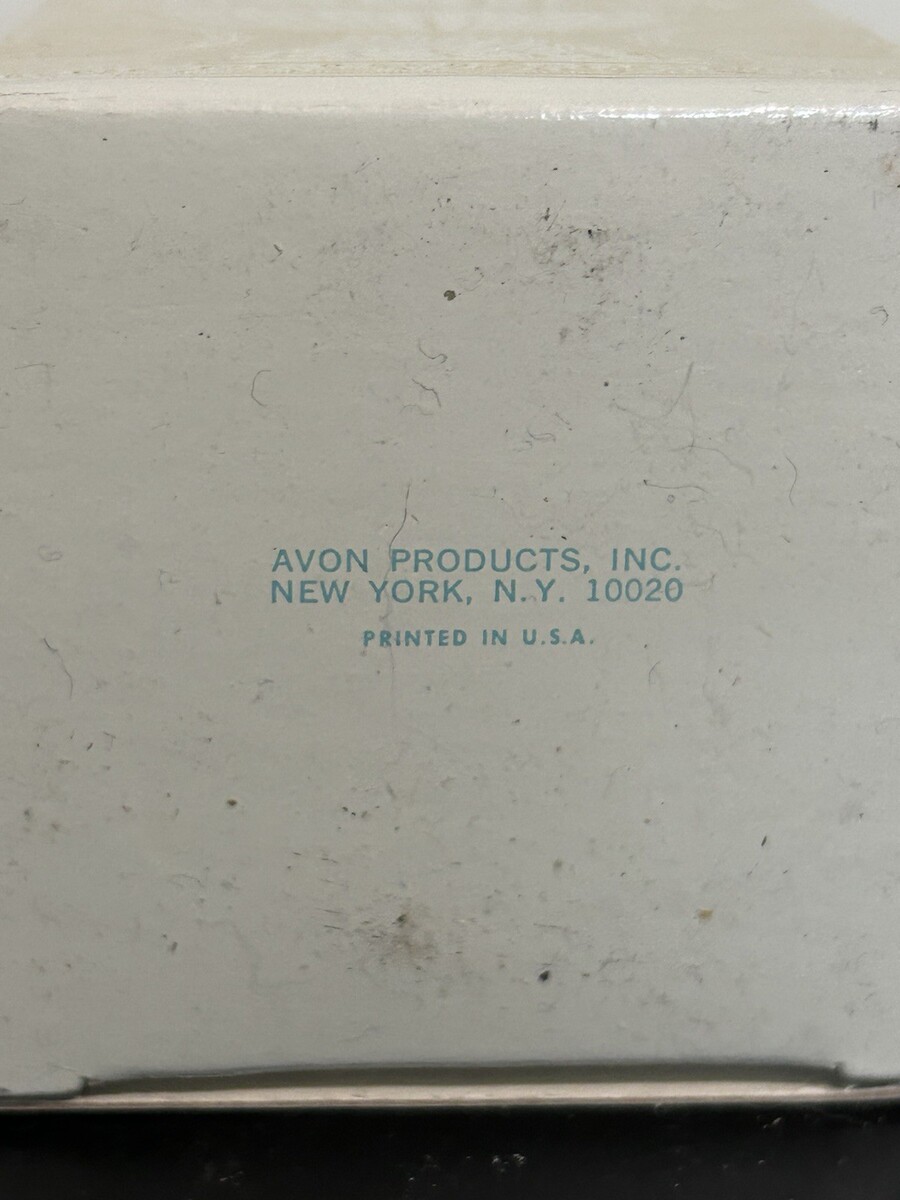 AVON PRODUCTS, INC.
NEW YORK, N.Y. 10020
PRINTED IN U.S.A.